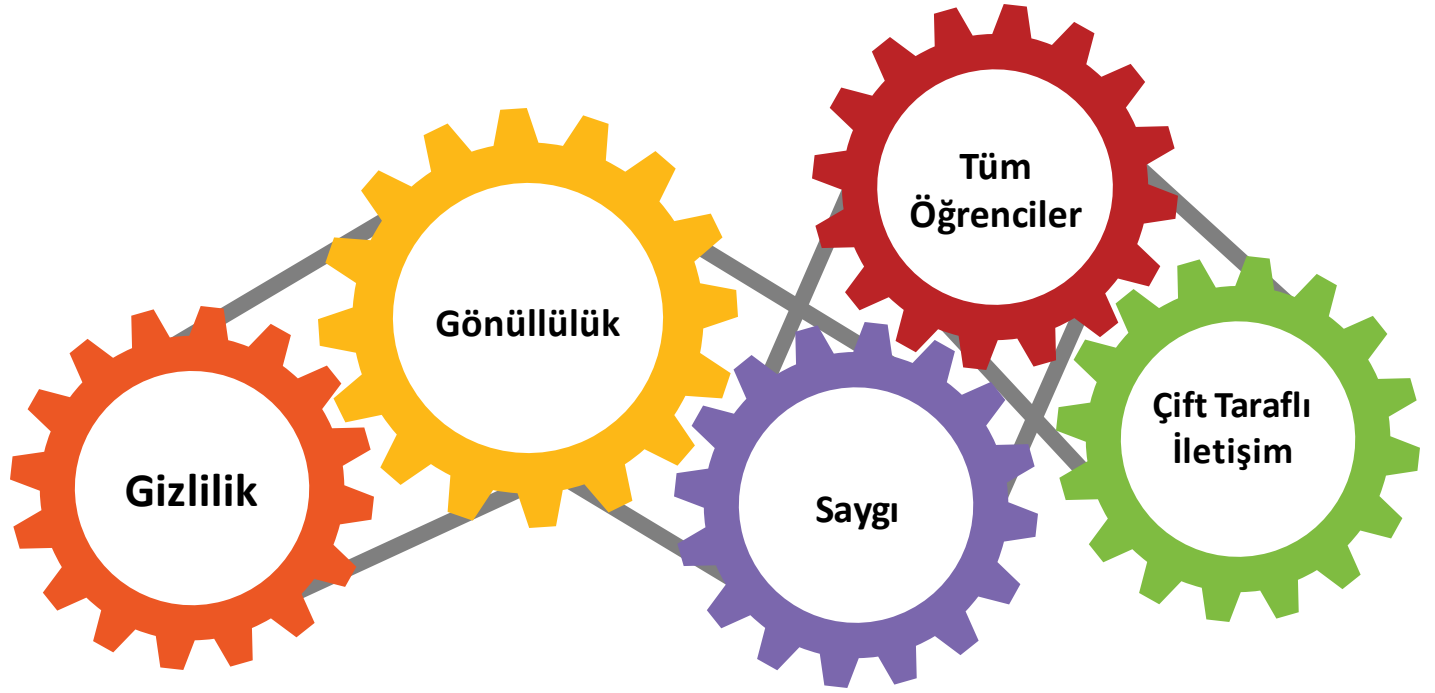 Gizlilik
Gönüllülük
Saygı
Tüm
Öğrenciler
Çift Taraflı
İletişim